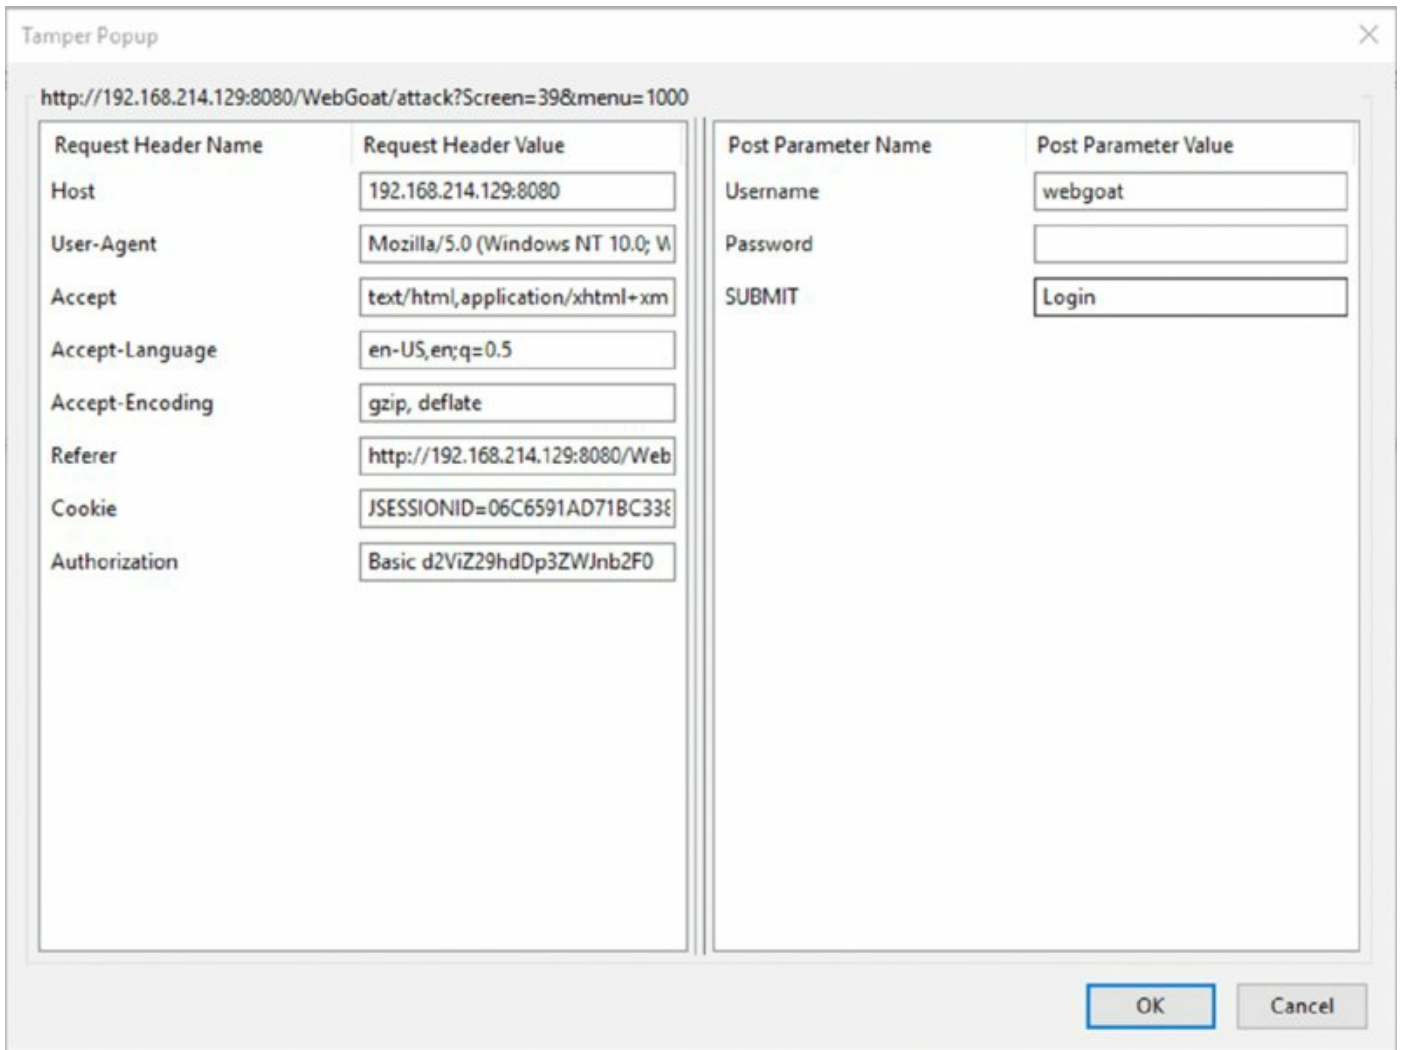 Tamper Popup
http://192.168.214.129:8080/WebGoat/attack?Screen=39&menu=1000
Request Header Name Request Header Value
Host 192.168.214.129:8080
User-Agent Mozilla/5.0 (Windows NT 10.0; W
Accept text/html,application/xhtml+xm
Accept-Language en-US,en;q=0.5
Accept-Encoding gzip, deflate
Referer http://192.168.214.129:8080/Web
Cookie JSESSIONID=06C6591AD71BC338
Authorization Basic d2ViZ29hdDp3ZWJnb2F0
Post Parameter Name Post Parameter Value
Username webgoat
Password
SUBMIT Login
OK Cancel